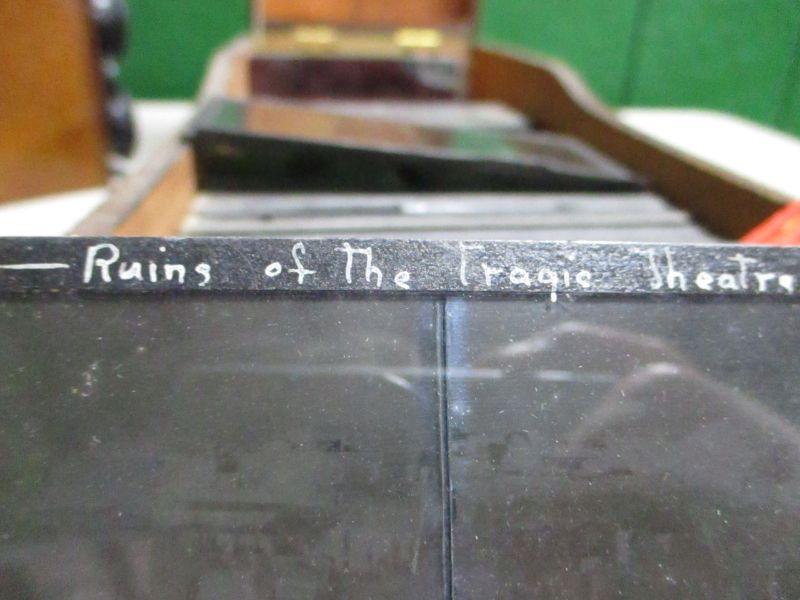 — Ruins of The Tragic Theatre